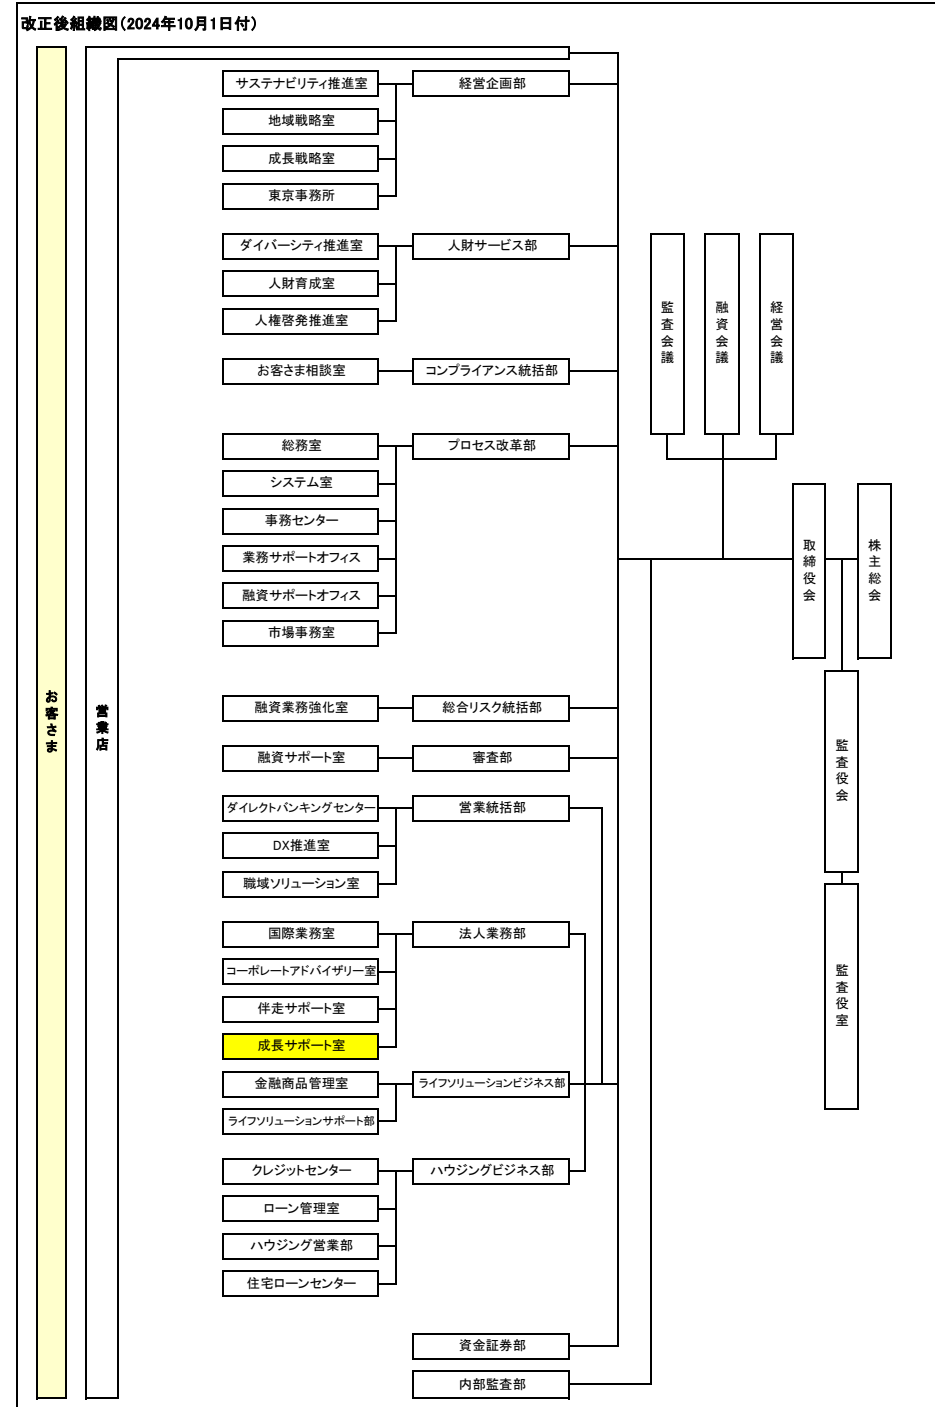 改正後組織図(2024年10月1日付)
サステナビリティ推進室
経営企画部
地域戦略室
成長戦略室
東京事務所
ダイバーシティ推進室
人財サービス部
人財育成室
人権啓発推進室
お客さま相談室
コンプライアンス統括部
総務室
プロセス改革部
システム室
事務センター
業務サポートオフィス
融資サポートオフィス
市場事務室
融資業務強化室
総合リスク統括部
融資サポート室
審査部
ダイレクトバンキングセンター
営業統括部
DX推進室
職域ソリューション室
国際業務室
法人業務部
コーポレートアドバイザリー室
伴走サポート室
成長サポート室
金融商品管理室
ライフソリューションビジネス部
ライフソリューションサポート部
クレジットセンター
ハウジングビジネス部
ローン管理室
ハウジング営業部
住宅ローンセンター
資金証券部
内部監査部
監査会議
融資会議
経営会議
取締役会
株主総会
監査役会
監査役室
お客さま
営業店